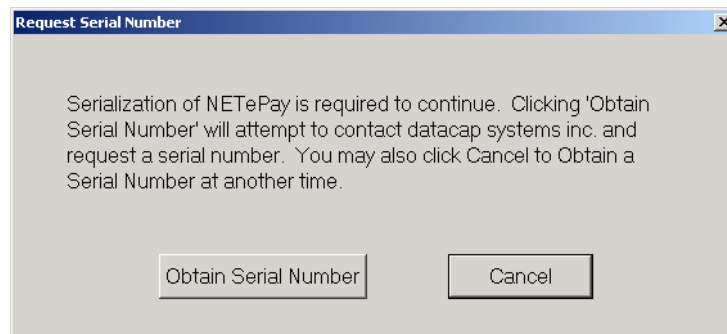 Request Serial Number
Serialization of NETePay is required to continue.  Clicking 'Obtain
Serial Number' will attempt to contact datacap systems inc. and
request a serial number.  You may also click Cancel to Obtain a
Serial Number at another time.
Obtain Serial Number
Cancel